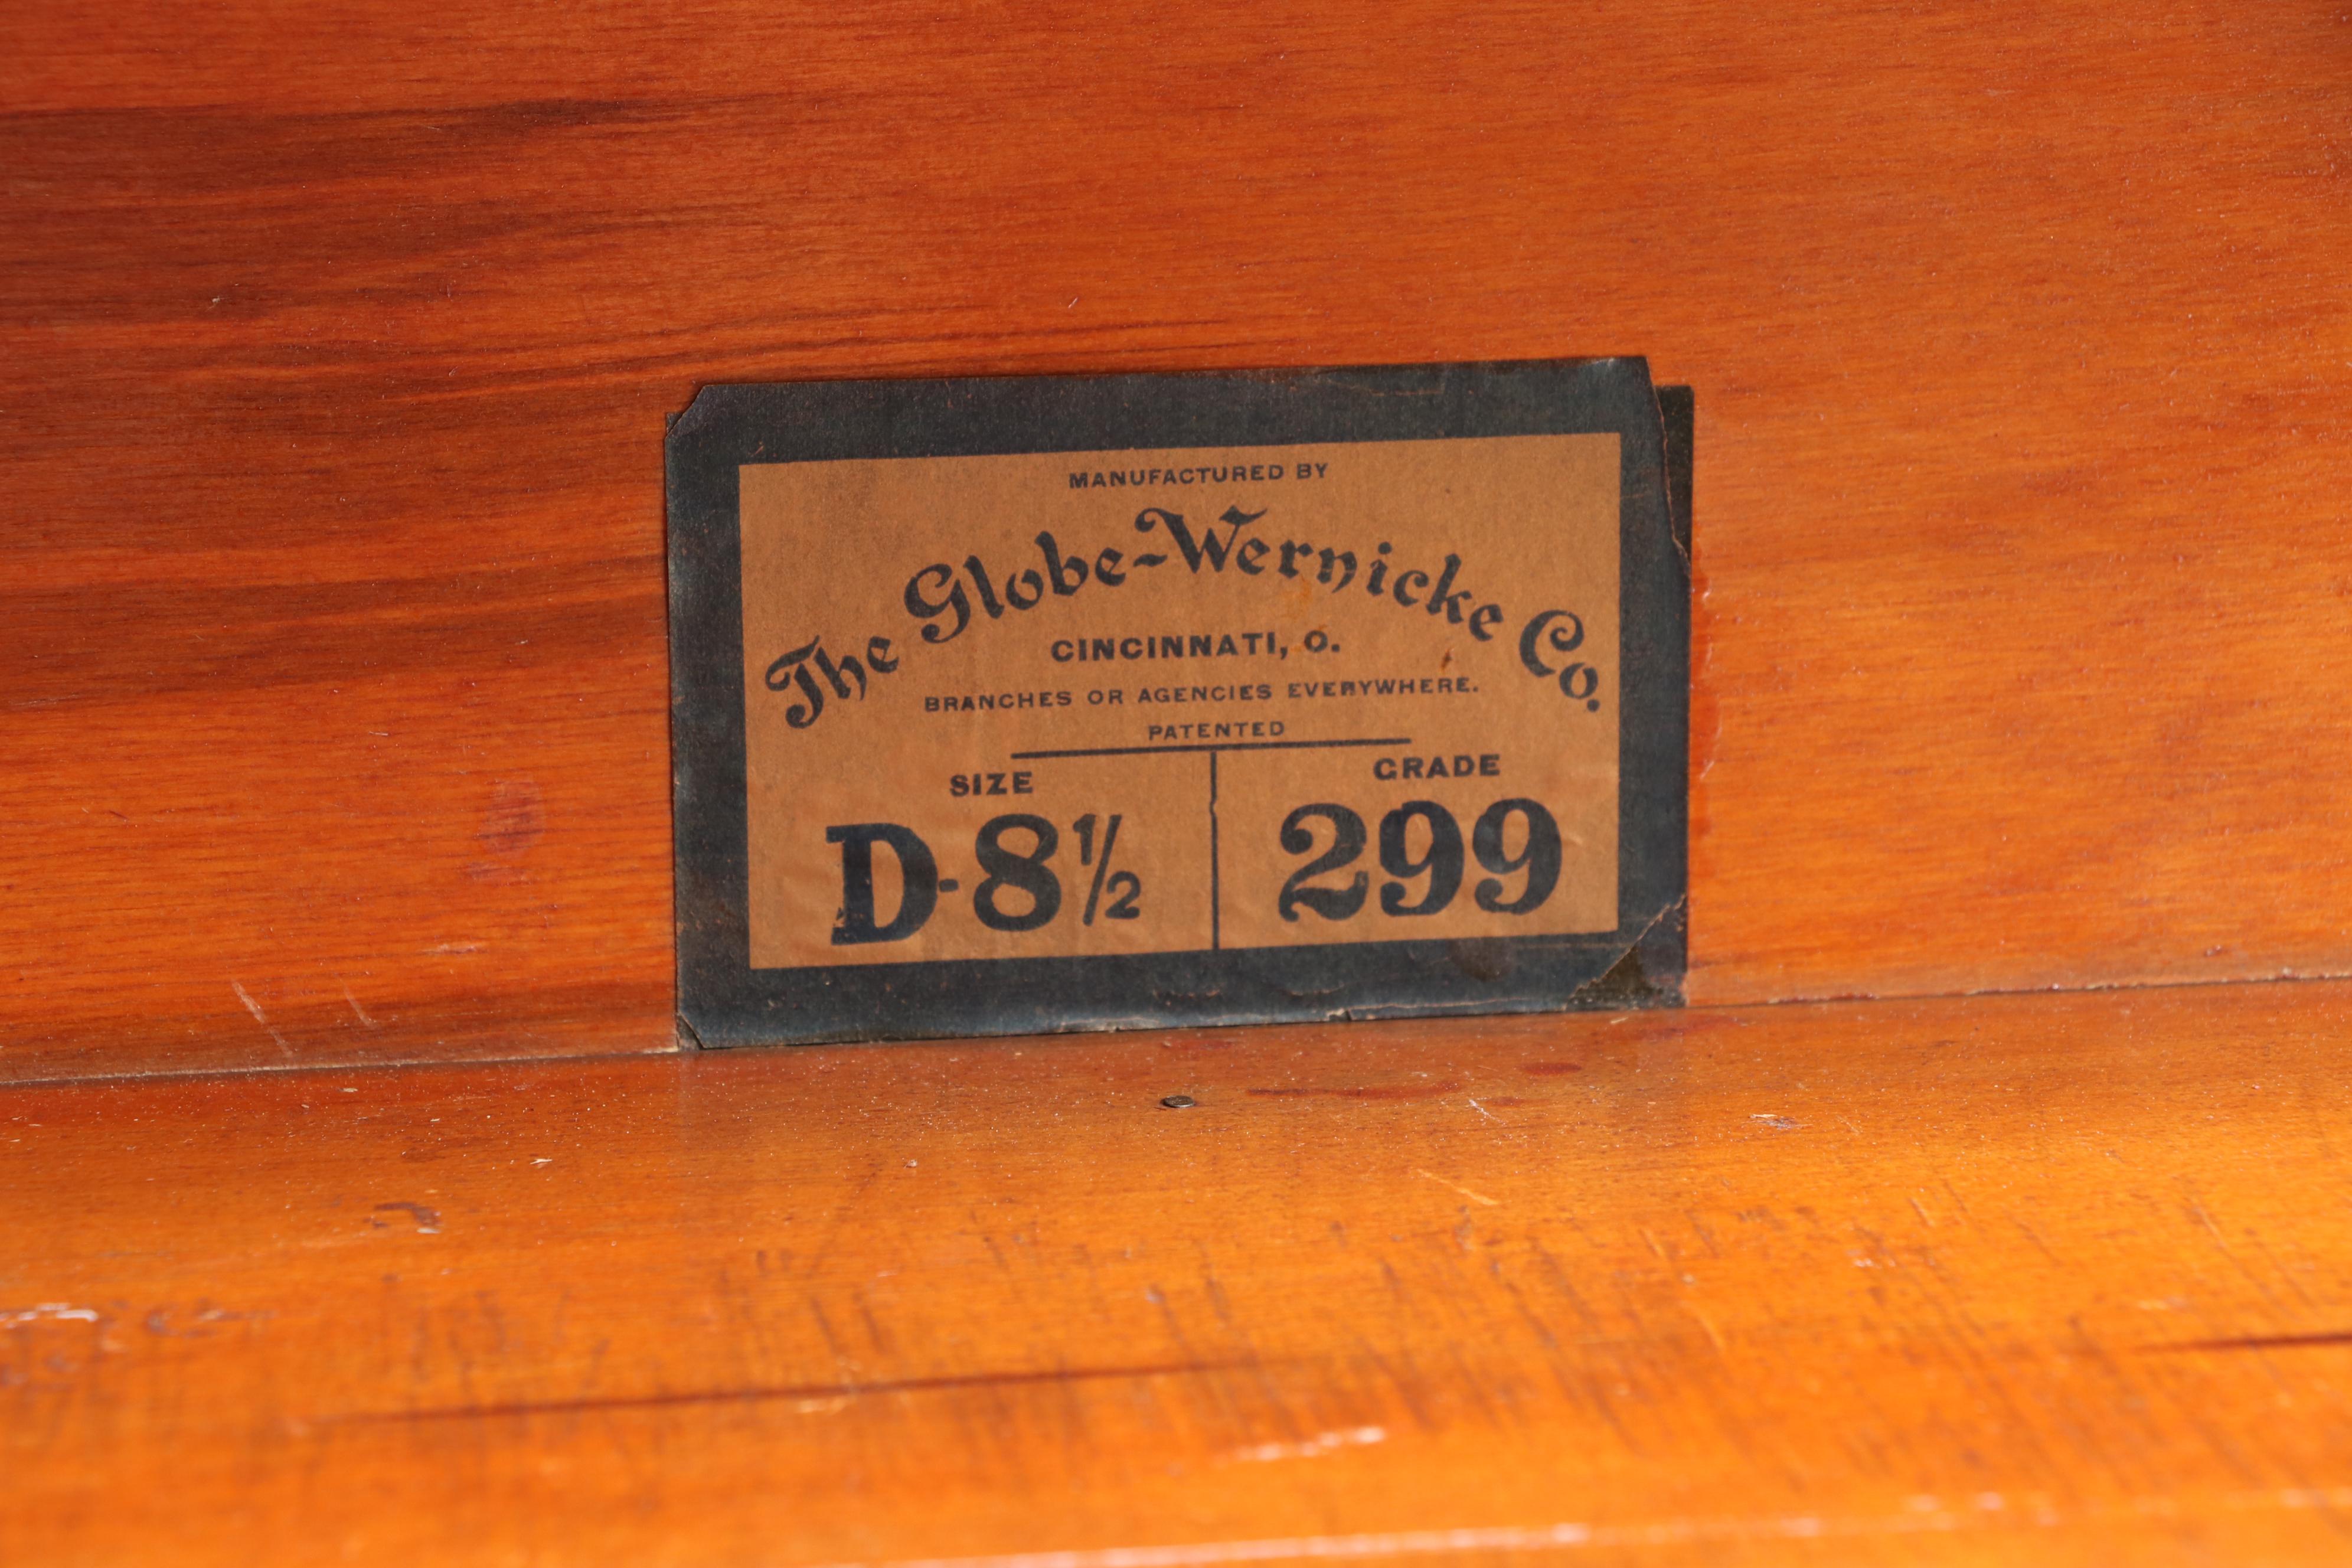 MANUFACTURED BY
The Globe-Wernicke Co.
CINCINNATI, O.
BRANCHES OR AGENCIES EVERYWHERE.
PATENTED
SIZE GRADE
D-8½ 299